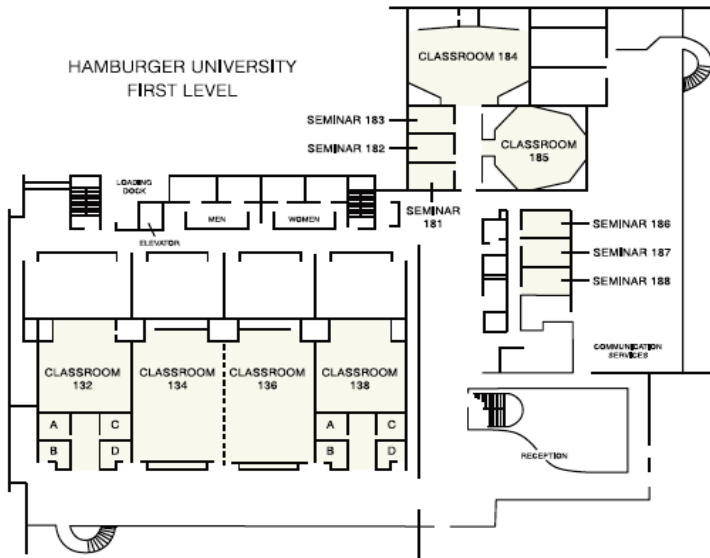 HAMBURGER UNIVERSITY
FIRST LEVEL
CLASSROOM 184
SEMINAR 183
SEMINAR 182
CLASSROOM
185
SEMINAR
181
LOADING
DOCK
MEN
WOMEN
ELEVATOR
SEMINAR 186
SEMINAR 187
SEMINAR 188
COMMUNICATION
SERVICES
CLASSROOM
132
CLASSROOM
134
CLASSROOM
136
CLASSROOM
138
A
C
B
D
A
C
B
D
RECEPTION